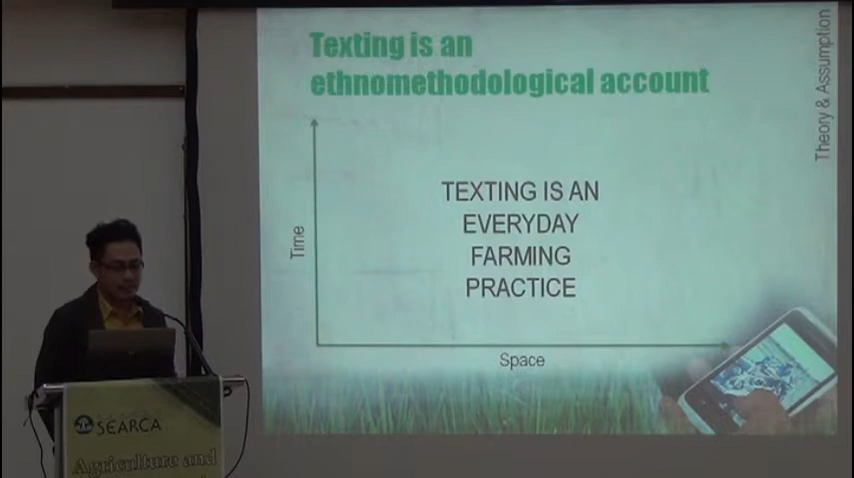 Texting is an
ethnomethodological account
Theory & Assumption
Time
TEXTING IS AN
EVERYDAY
FARMING
PRACTICE
Space
SEARCA
Agriculture and